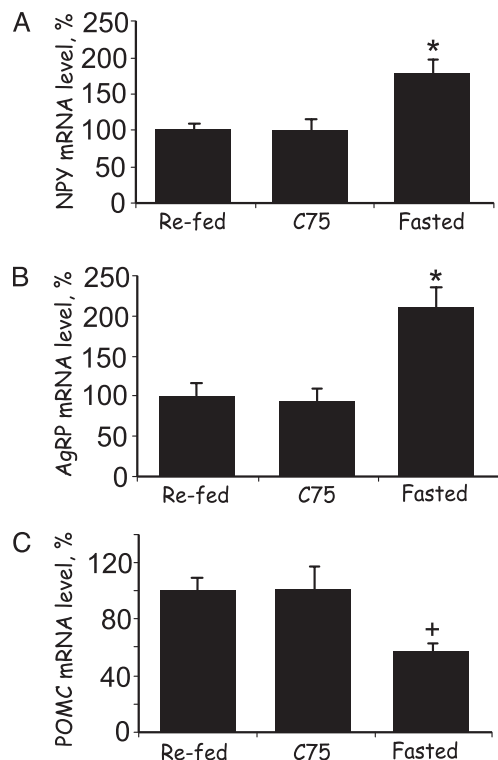 A
NPY mRNA level, %
250
200
150
100
50
0
*
Re-fed C75 Fasted
B
AgRP mRNA level, %
250
200
150
100
50
0
*
Re-fed C75 Fasted
C
POMC mRNA level, %
120
80
40
0
+
Re-fed C75 Fasted